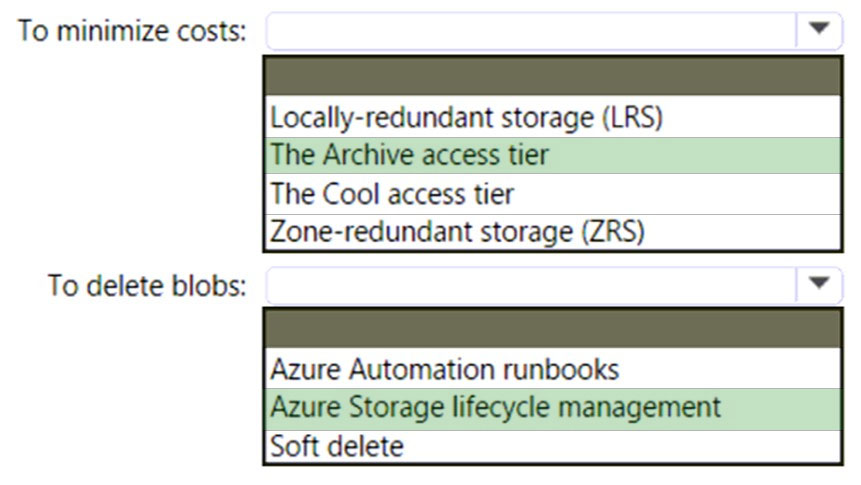 To minimize costs:
Locally-redundant storage (LRS)
The Archive access tier
The Cool access tier
Zone-redundant storage (ZRS)
To delete blobs:
Azure Automation runbooks
Azure Storage lifecycle management
Soft delete